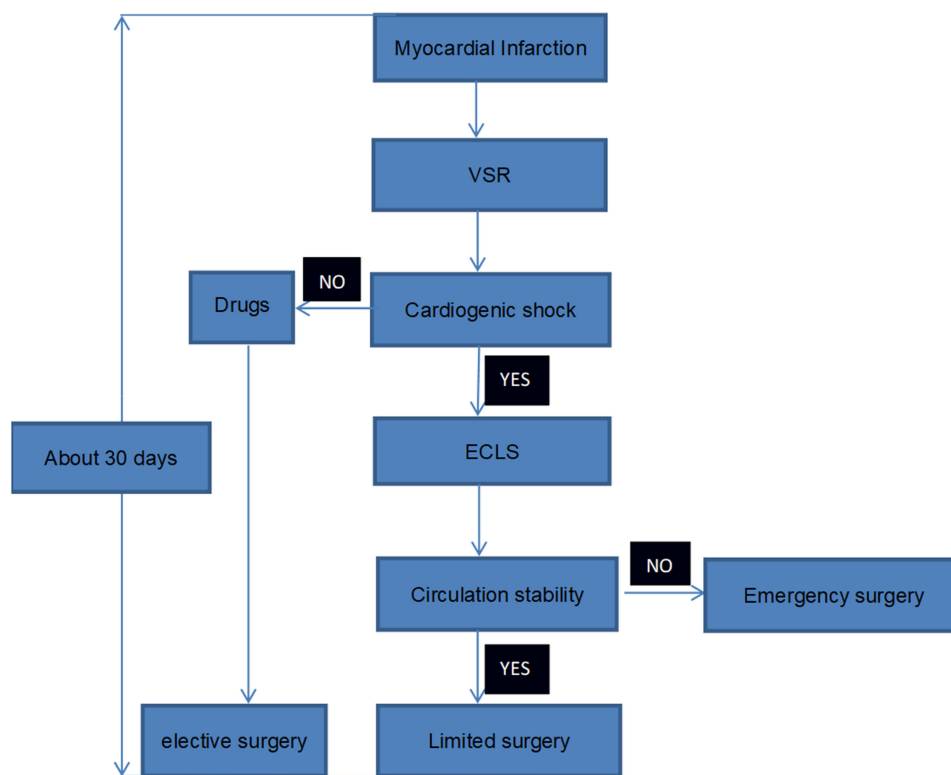 Myocardial Infarction
VSR
NO
Drugs
Cardiogenic shock
YES
About 30 days
ECLS
NO
Circulation stability
Emergency surgery
YES
elective surgery
Limited surgery